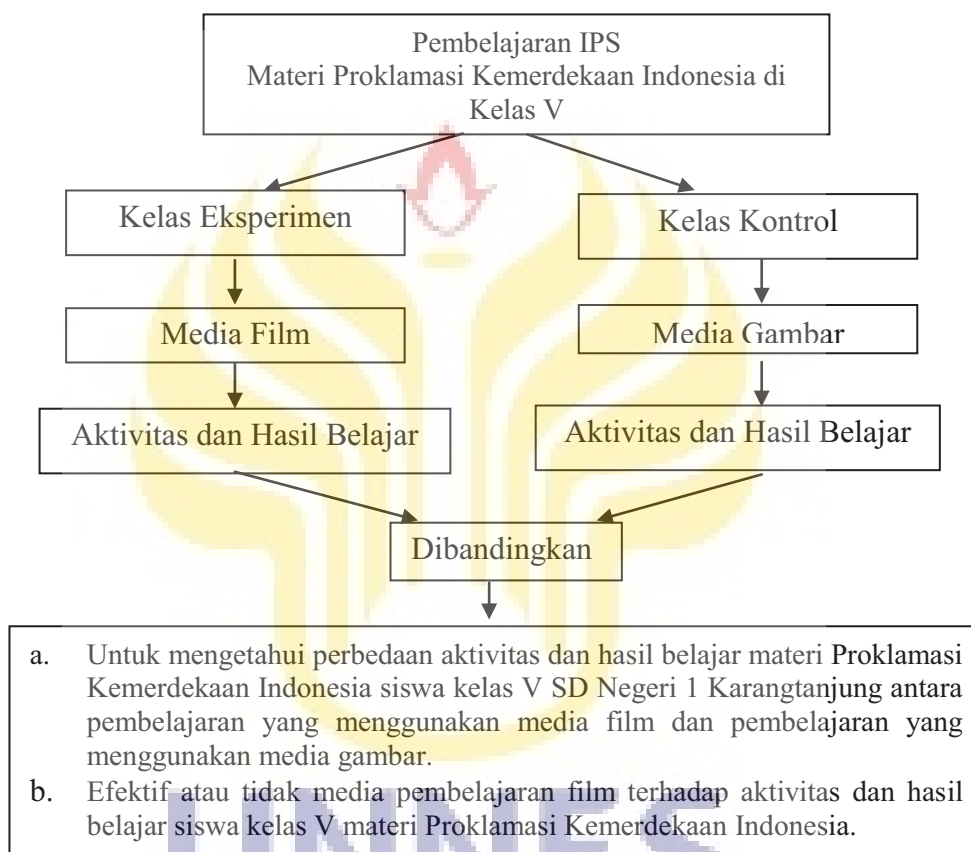 Pembelajaran IPS
Materi Proklamasi Kemerdekaan Indonesia di
Kelas V
Kelas Eksperimen
Kelas Kontrol
Media Film
Media Gambar
Aktivitas dan Hasil Belajar
Aktivitas dan Hasil Belajar
Dibandingkan
a. Untuk mengetahui perbedaan aktivitas dan hasil belajar materi Proklamasi
Kemerdekaan Indonesia siswa kelas V SD Negeri 1 Karangtanjung antara
pembelajaran yang menggunakan media film dan pembelajaran yang
menggunakan media gambar.
b. Efektif atau tidak media pembelajaran film terhadap aktivitas dan hasil
belajar siswa kelas V materi Proklamasi Kemerdekaan Indonesia.
UNNES